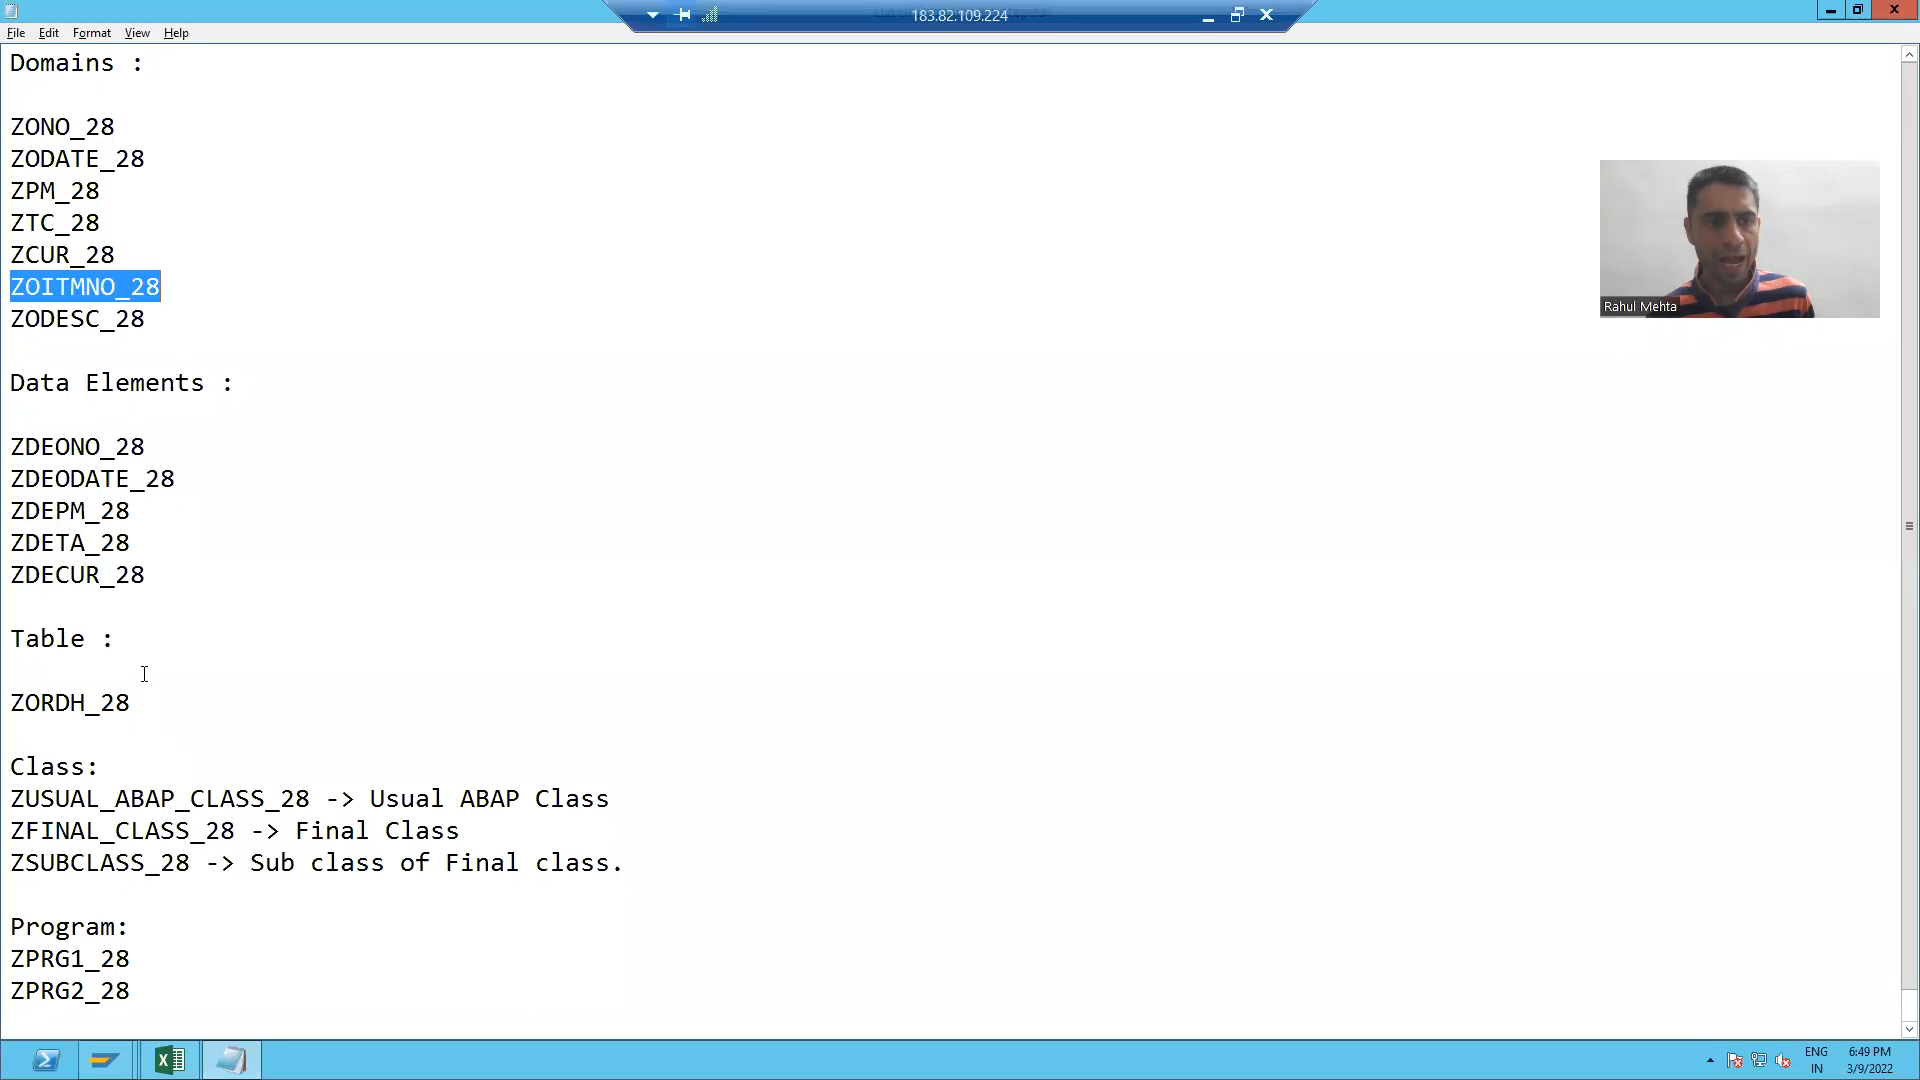 183.82.109.224
File Edit Format View Help
Domains :
ZONO_28
ZODATE_28
ZPM_28
ZTC_28
ZCUR_28
ZOITMNO_28
ZODESC_28
Data Elements :
ZDEONO_28
ZDEODATE_28
ZDEPM_28
ZDETA_28
ZDECUR_28
Table :
ZORDH_28
Class:
ZUSUAL_ABAP_CLASS_28 -> Usual ABAP Class
ZFINAL_CLASS_28 -> Final Class
ZSUBCLASS_28 -> Sub class of Final class.
Program:
ZPRG1_28
ZPRG2_28
Rahul Mehta
ENG 6:49 PM
IN 3/9/2022